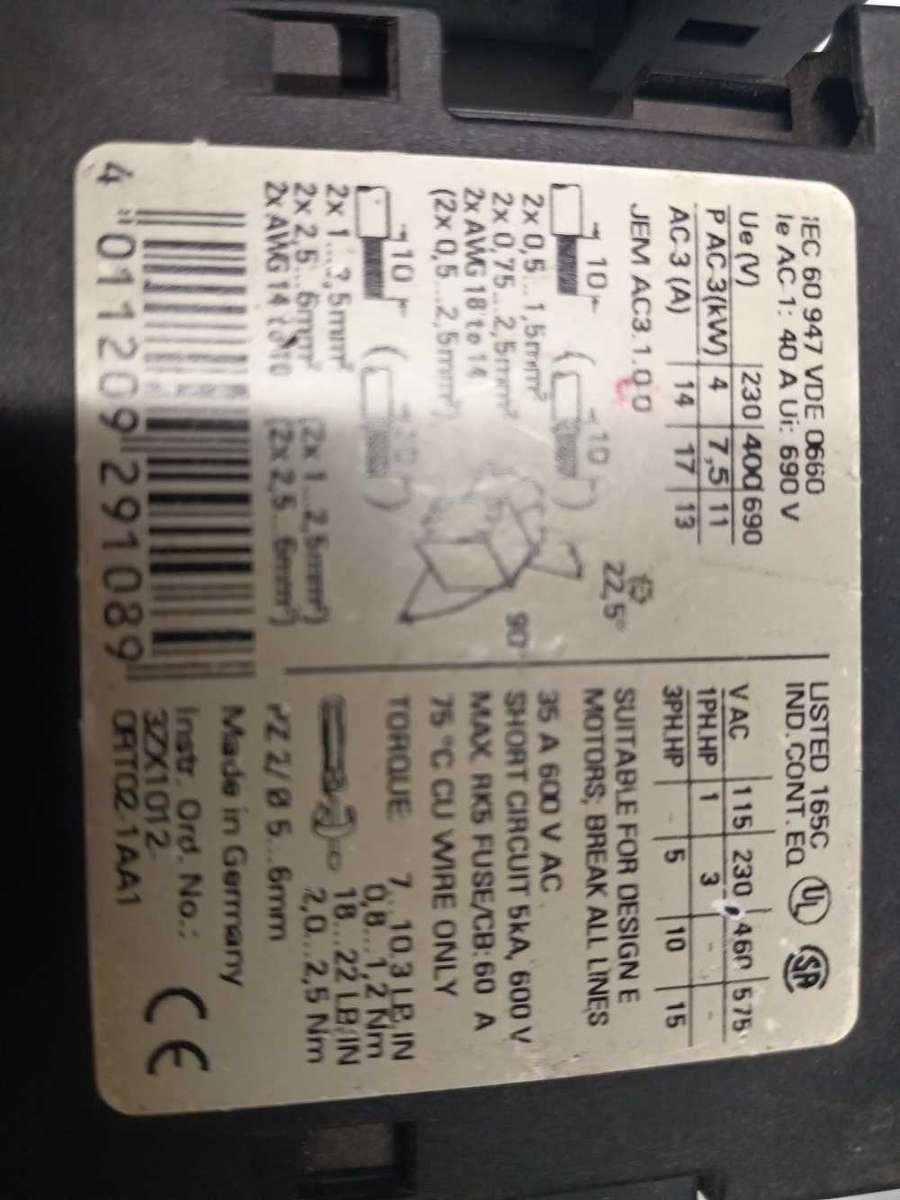 IEC 60 947 VDE 0660
Ie AC-1: 40 A Ui: 690 V
Ue (V) 230 400 690
P AC-3(kW) 4 7,5 11
AC-3 (A) 14 17 13
JEM AC3.1.0.0
22,5°
10 10
2x 0,5...1,5mm²
2x 0,75...2,5mm²
2x AWG 18 to 14
(2x 0,5...2,5mm²)
90°
10 10
2x 1...2,5mm² (2x 1...2,5mm²)
2x 2,5...6mm² (2x 2,5...6mm²)
2x AWG 14 to 10
4 011209 291089
LISTED 165C
IND. CONT. EQ. UL SA
V AC 115 230 460 575
1PH.HP 1 3 - -
3PH.HP - 5 10 15
SUITABLE FOR DESIGN E
MOTORS; BREAK ALL LINES
35 A 600 V AC
SHORT CIRCUIT 5kA, 600 V
MAX. RK5 FUSE/CB: 60 A
75 °C CU WIRE ONLY
TORQUE 7...10,3 LB.IN
0,8...1,2 Nm
18...22 LB/IN
2,0...2,5 Nm
PZ 2/Ø 5...6mm
Made in Germany
Instr. Ord. No.:
3ZX1012-
0RT02-1AA1
CE